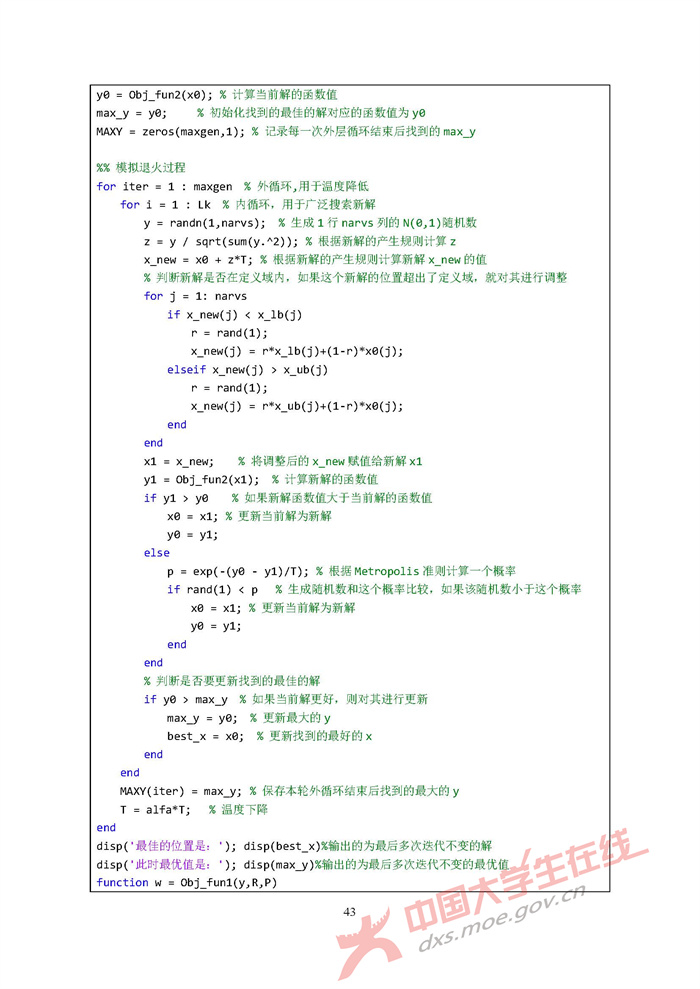 y0 = Obj_fun2(x0); % 计算当前解的函数值
max_y = y0;     % 初始化找到的最佳的解对应的函数值为 y0
MAXY = zeros(maxgen,1); % 记录每一次外层循环结束后找到的 max_y
%% 模拟退火过程
for iter = 1 : maxgen  % 外循环,用于温度降低
    for i = 1 : Lk  % 内循环，用于广泛搜索新解
        y = randn(1,narvs);  % 生成 1 行 narvs 列的 N(0,1)随机数
        z = y / sqrt(sum(y.^2)); % 根据新解的产生规则计算 z
        x_new = x0 + z*T; % 根据新解的产生规则计算新解 x_new 的值
        % 判断新解是否在定义域内，如果这个新解的位置超出了定义域，就对其进行调整
        for j = 1: narvs
            if x_new(j) < x_lb(j)
                r = rand(1);
                x_new(j) = r*x_lb(j)+(1-r)*x0(j);
            elseif x_new(j) > x_ub(j)
                r = rand(1);
                x_new(j) = r*x_ub(j)+(1-r)*x0(j);
            end
        end
        x1 = x_new;    % 将调整后的 x_new 赋值给新解 x1
        y1 = Obj_fun2(x1);  % 计算新解的函数值
        if y1 > y0    % 如果新解函数值大于当前解的函数值
            x0 = x1; % 更新当前解为新解
            y0 = y1;
        else
            p = exp(-(y0 - y1)/T); % 根据 Metropolis 准则计算一个概率
            if rand(1) < p   % 生成随机数和这个概率比较，如果该随机数小于这个概率
                x0 = x1; % 更新当前解为新解
                y0 = y1;
            end
        end
        % 判断是否要更新找到的最佳的解
        if y0 > max_y  % 如果当前解更好，则对其进行更新
            max_y = y0;  % 更新最大的 y
            best_x = x0;  % 更新找到的最好的 x
        end
    end
    MAXY(iter) = max_y; % 保存本轮外循环结束后找到的最大的 y
    T = alfa*T;   % 温度下降
end
disp('最佳的位置是：'); disp(best_x)%输出的为最后多次迭代不变的解
disp('此时最优值是：'); disp(max_y)%输出的为最后多次迭代不变的最优值
function w = Obj_fun1(y,R,P)
43
中国大学生在线
dxs.moe.gov.cn